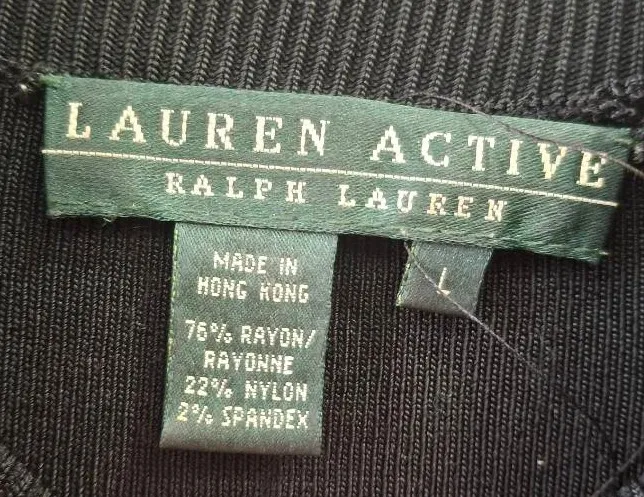 LAUREN ACTIVE
RALPH LAUREN
MADE IN
HONG KONG
76% RAYON/
RAYONNE
22% NYLON
2% SPANDEX
L